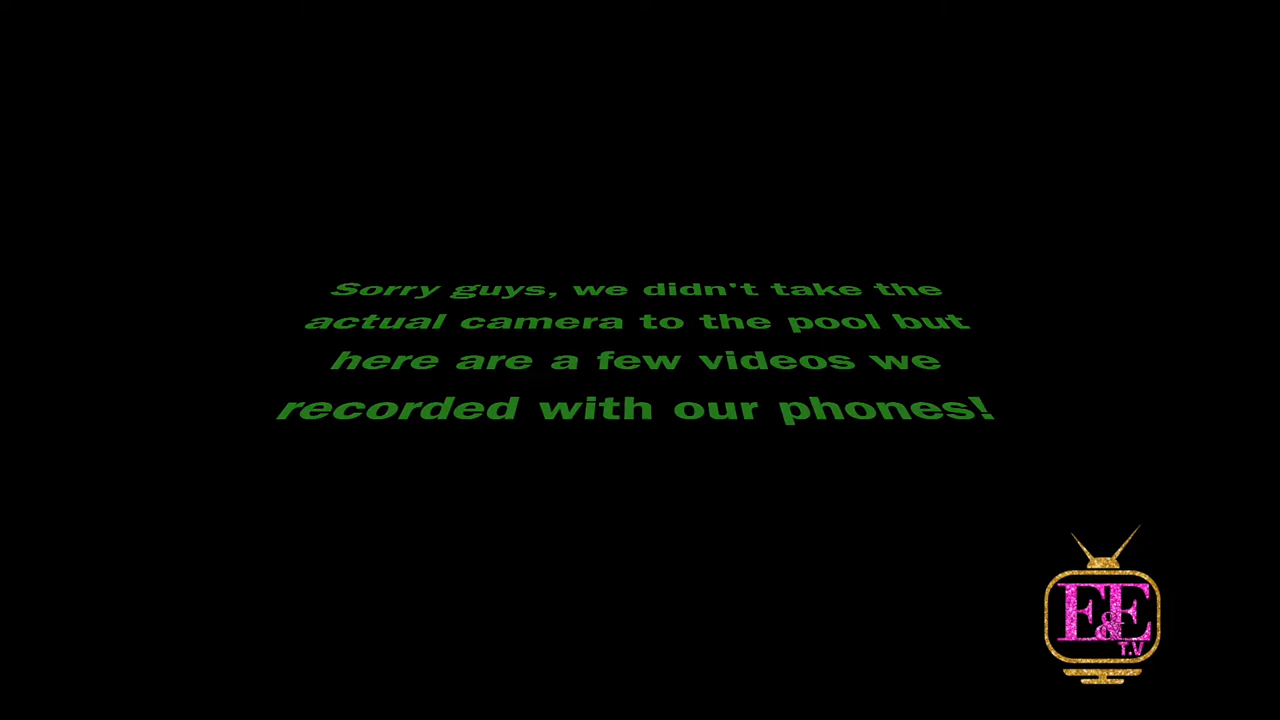 Sorry guys, we didn't take the
actual camera to the pool but
here are a few videos we
recorded with our phones!
E&E
T.V